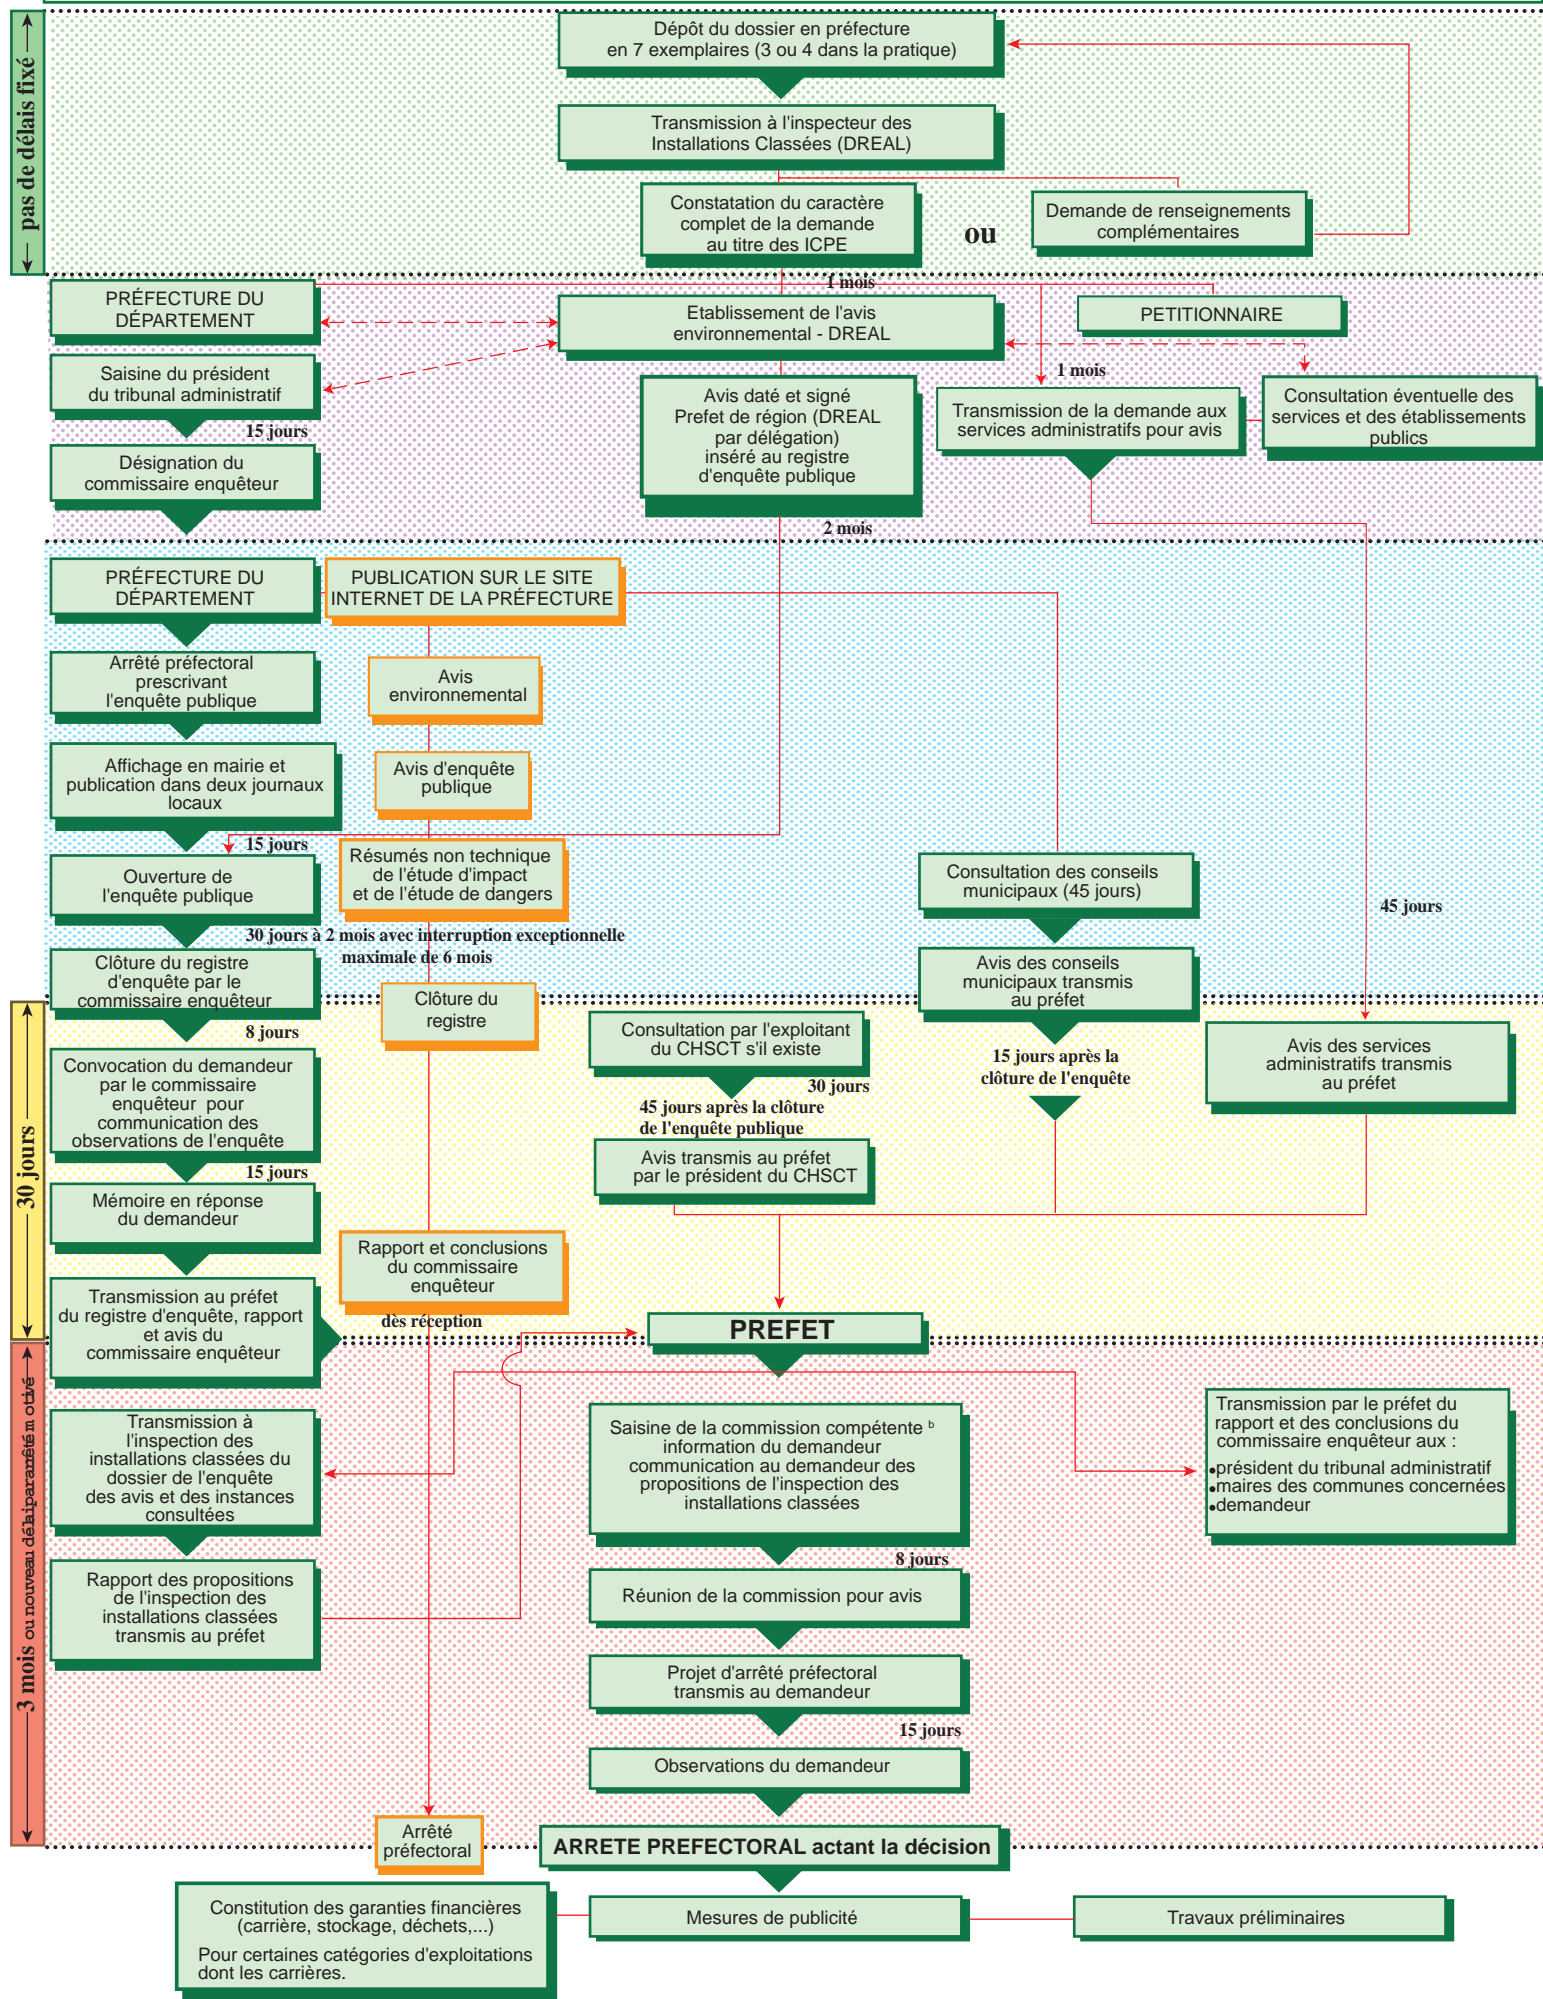 pas de délais fixé
Dépôt du dossier en préfecture
en 7 exemplaires (3 ou 4 dans la pratique)
Transmission à l'inspecteur des
Installations Classées (DREAL)
Constatation du caractère
complet de la demande
au titre des ICPE
ou
Demande de renseignements
complémentaires
1 mois
PRÉFECTURE DU
DÉPARTEMENT
Etablissement de l'avis
environnemental - DREAL
PETITIONNAIRE
Saisine du président
du tribunal administratif
15 jours
Désignation du
commissaire enquêteur
Avis daté et signé
Prefet de région (DREAL
par délégation)
inséré au registre
d'enquête publique
2 mois
1 mois
Transmission de la demande aux
services administratifs pour avis
Consultation éventuelle des
services et des établissements
publics
PRÉFECTURE DU
DÉPARTEMENT
PUBLICATION SUR LE SITE
INTERNET DE LA PRÉFECTURE
Arrêté préfectoral
prescrivant
l'enquête publique
Avis
environnemental
Affichage en mairie et
publication dans deux journaux
locaux
Avis d'enquête
publique
15 jours
Ouverture de
l'enquête publique
Résumés non technique
de l'étude d'impact
et de l'étude de dangers
Consultation des conseils
municipaux (45 jours)
45 jours
30 jours à 2 mois avec interruption exceptionnelle
maximale de 6 mois
Clôture du registre
d'enquête par le
commissaire enquêteur
Avis des conseils
municipaux transmis
au préfet
30 jours
8 jours
Clôture du
registre
Consultation par l'exploitant
du CHSCT s'il existe
30 jours
15 jours après la
clôture de l'enquête
Avis des services
administratifs transmis
au préfet
Convocation du demandeur
par le commissaire
enquêteur pour
communication des
observations de l'enquête
45 jours après la clôture
de l'enquête publique
Avis transmis au préfet
par le président du CHSCT
15 jours
Mémoire en réponse
du demandeur
Rapport et conclusions
du commissaire
enquêteur
dès réception
Transmission au préfet
du registre d'enquête, rapport
et avis du
commissaire enquêteur
PREFET
3 mois ou nouveau délai par arrêté motivé
Transmission à
l'inspection des
installations classées du
dossier de l'enquête
des avis et des instances
consultées
Saisine de la commission compétente b
information du demandeur
communication au demandeur des
propositions de l'inspection des
installations classées
Transmission par le préfet du
rapport et des conclusions du
commissaire enquêteur aux :
•président du tribunal administratif
•maires des communes concernées
•demandeur
8 jours
Rapport des propositions
de l'inspection des
installations classées
transmis au préfet
Réunion de la commission pour avis
Projet d'arrêté préfectoral
transmis au demandeur
15 jours
Observations du demandeur
Arrêté
préfectoral
ARRETE PREFECTORAL actant la décision
Constitution des garanties financières
(carrière, stockage, déchets,...)
Pour certaines catégories d'exploitations
dont les carrières.
Mesures de publicité
Travaux préliminaires